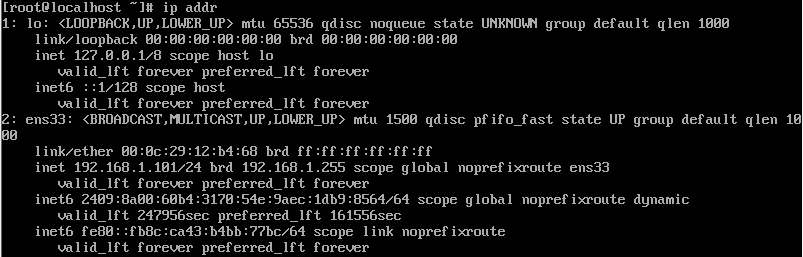 [root@localhost ~]# ip addr
1: lo: <LOOPBACK,UP,LOWER_UP> mtu 65536 qdisc noqueue state UNKNOWN group default qlen 1000
    link/loopback 00:00:00:00:00:00 brd 00:00:00:00:00:00
    inet 127.0.0.1/8 scope host lo
       valid_lft forever preferred_lft forever
    inet6 ::1/128 scope host
       valid_lft forever preferred_lft forever
2: ens33: <BROADCAST,MULTICAST,UP,LOWER_UP> mtu 1500 qdisc pfifo_fast state UP group default qlen 10
00
    link/ether 00:0c:29:12:b4:68 brd ff:ff:ff:ff:ff:ff
    inet 192.168.1.101/24 brd 192.168.1.255 scope global noprefixroute ens33
       valid_lft forever preferred_lft forever
    inet6 2409:8a00:60b4:3170:54e:9aec:1db9:8564/64 scope global noprefixroute dynamic
       valid_lft 247956sec preferred_lft 161556sec
    inet6 fe80::fb8c:ca43:b4bb:77bc/64 scope link noprefixroute
       valid_lft forever preferred_lft forever